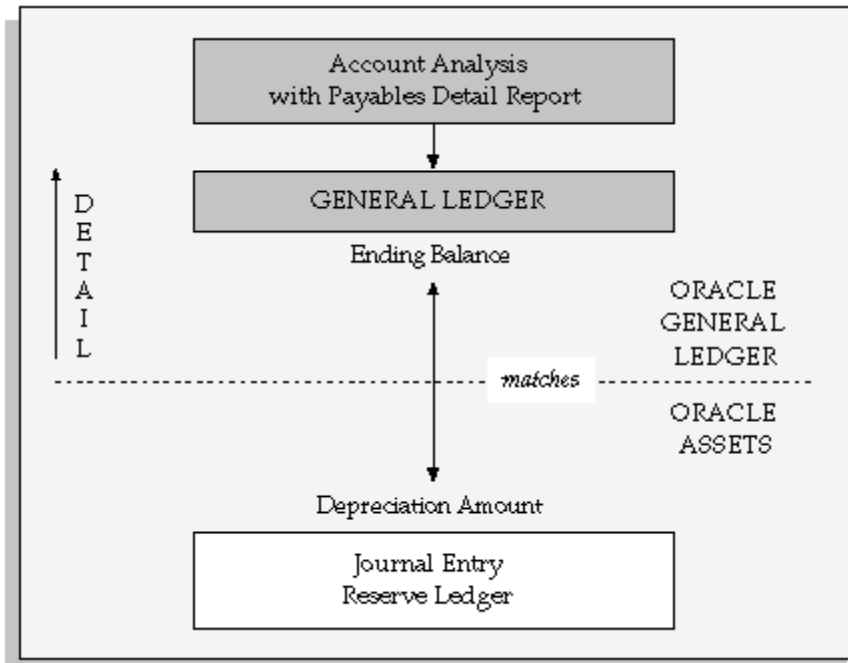 Account Analysis
with Payables Detail Report
GENERAL LEDGER
Ending Balance
D
E
T
A
I
L
ORACLE
GENERAL
LEDGER
matches
ORACLE
ASSETS
Depreciation Amount
Journal Entry
Reserve Ledger